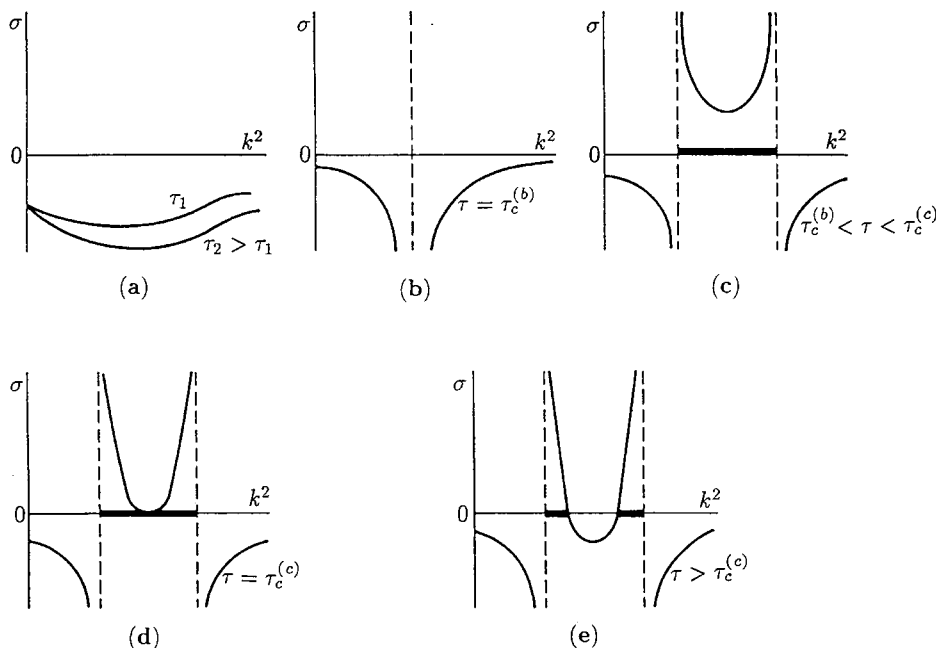 σ
k²
0
τ₁
τ₂ > τ₁
(a)
σ
k²
0
τ = τ_c^(b)
(b)
σ
k²
0
τ_c^(b) < τ < τ_c^(c)
(c)
σ
k²
0
τ = τ_c^(c)
(d)
σ
k²
0
τ > τ_c^(c)
(e)